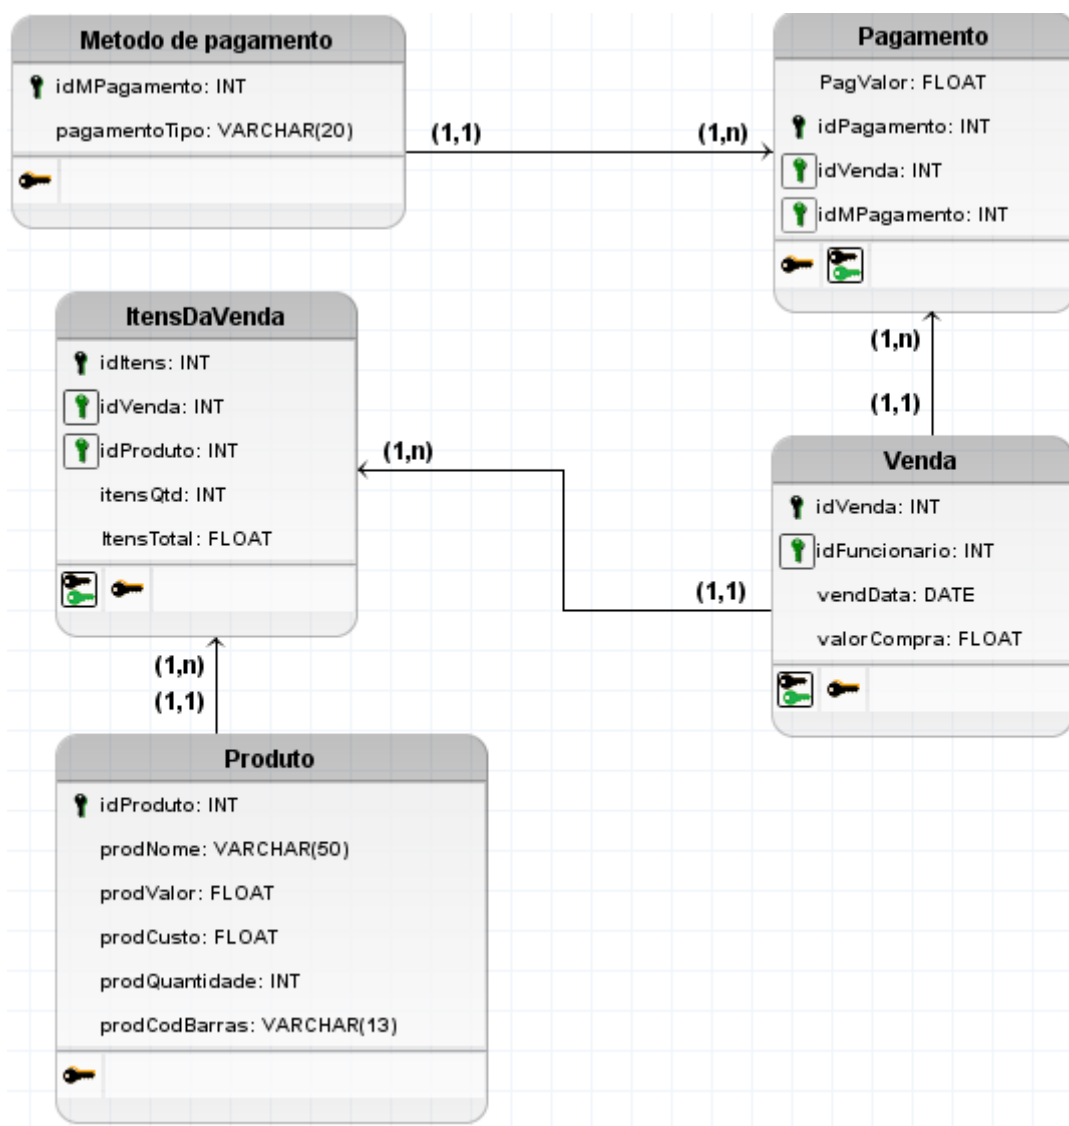 Metodo de pagamento
idMPagamento: INT
pagamentoTipo: VARCHAR(20)
(1,1)
(1,n)
Pagamento
PagValor: FLOAT
idPagamento: INT
idVenda: INT
idMPagamento: INT
ItensDaVenda
idItens: INT
idVenda: INT
idProduto: INT
itensQtd: INT
ItensTotal: FLOAT
(1,n)
(1,1)
(1,n)
(1,1)
Venda
idVenda: INT
idFuncionario: INT
vendData: DATE
valorCompra: FLOAT
(1,n)
(1,1)
Produto
idProduto: INT
prodNome: VARCHAR(50)
prodValor: FLOAT
prodCusto: FLOAT
prodQuantidade: INT
prodCodBarras: VARCHAR(13)